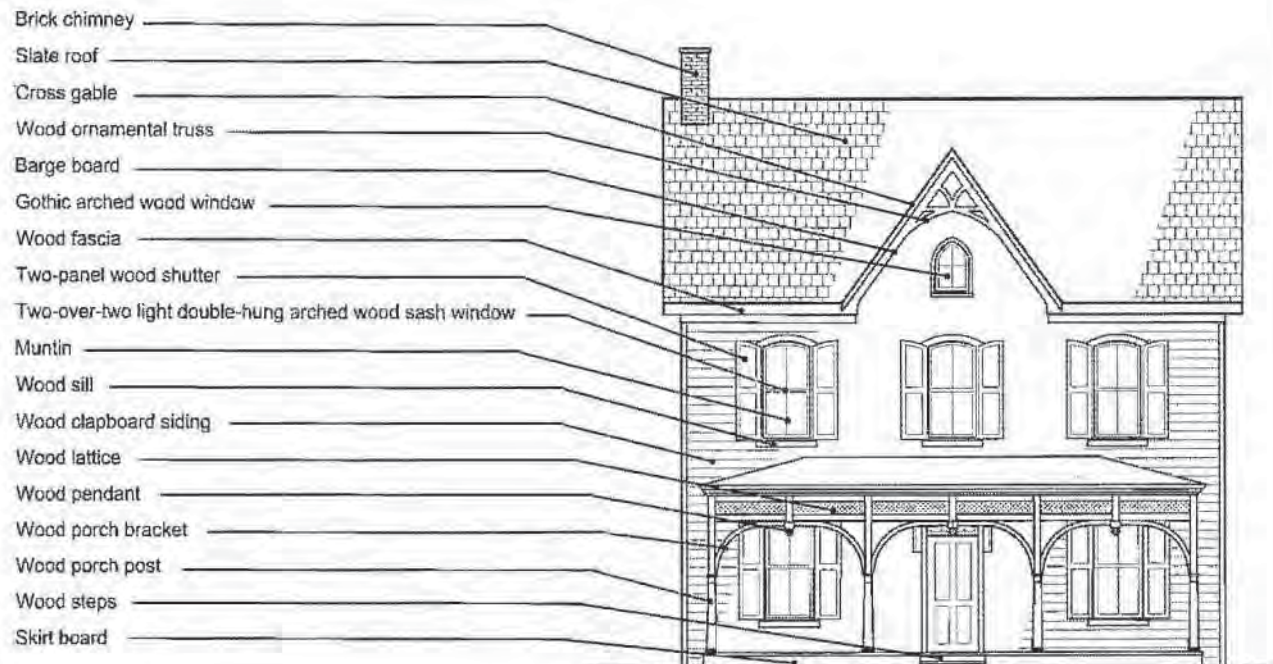 Brick chimney
Slate roof
Cross gable
Wood ornamental truss
Barge board
Gothic arched wood window
Wood fascia
Two-panel wood shutter
Two-over-two light double-hung arched wood sash window
Muntin
Wood sill
Wood clapboard siding
Wood lattice
Wood pendant
Wood porch bracket
Wood porch post
Wood steps
Skirt board